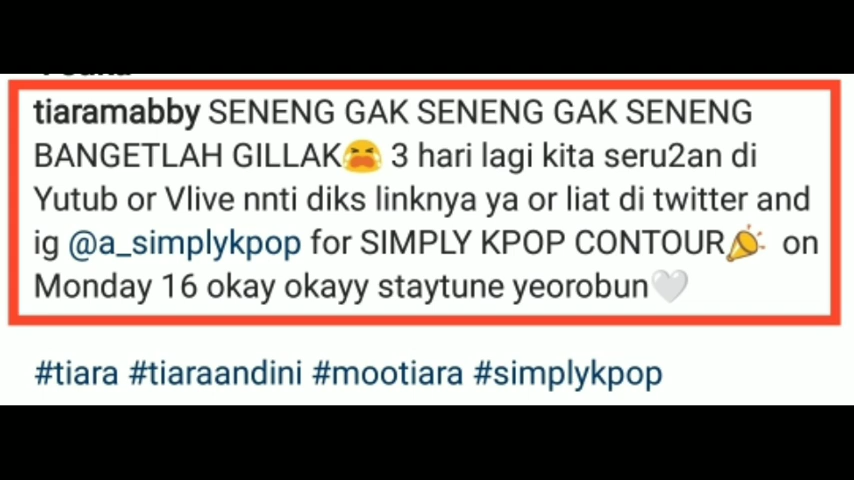 tiaramabby SENENG GAK SENENG GAK SENENG
BANGETLAH GILLAK😭 3 hari lagi kita seru2an di
Yutub or Vlive nnti diks linknya ya or liat di twitter and
ig @a_simplykpop for SIMPLY KPOP CONTOUR🎉 on
Monday 16 okay okayy staytune yeorobun🤍
#tiara #tiaraandini #mootiara #simplykpop